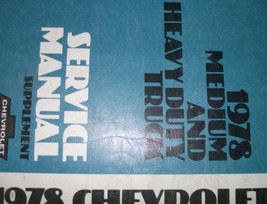 1978
MEDIUM
AND
HEAVY DUTY
TRUCK
SERVICE
MANUAL
SUPPLEMENT
CHEVROLET
1978 CHEVROLET